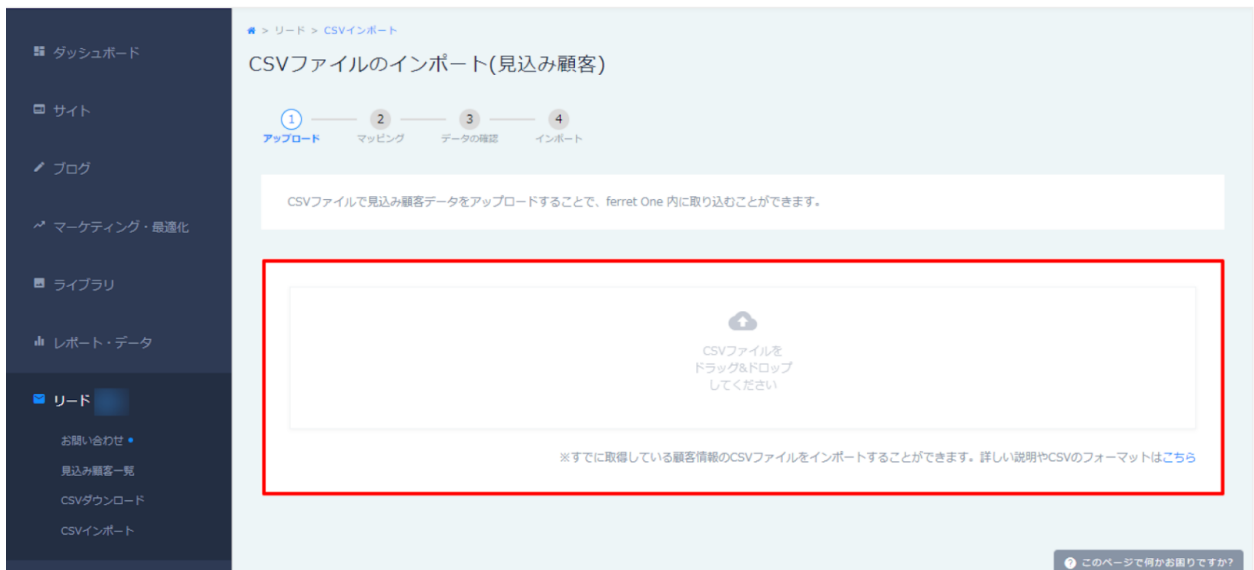 ダッシュボード
サイト
ブログ
マーケティング・最適化
ライブラリ
レポート・データ
リード
お問い合わせ
見込み顧客一覧
CSVダウンロード
CSVインポート
> リード > CSVインポート
CSVファイルのインポート(見込み顧客)
1 2 3 4
アップロード マッピング データの確認 インポート
CSVファイルで見込み顧客データをアップロードすることで、ferret One 内に取り込むことができます。
CSVファイルを
ドラッグ&ドロップ
してください
※すでに取得している顧客情報のCSVファイルをインポートすることができます。詳しい説明やCSVのフォーマットはこちら
? このページで何かお困りですか?